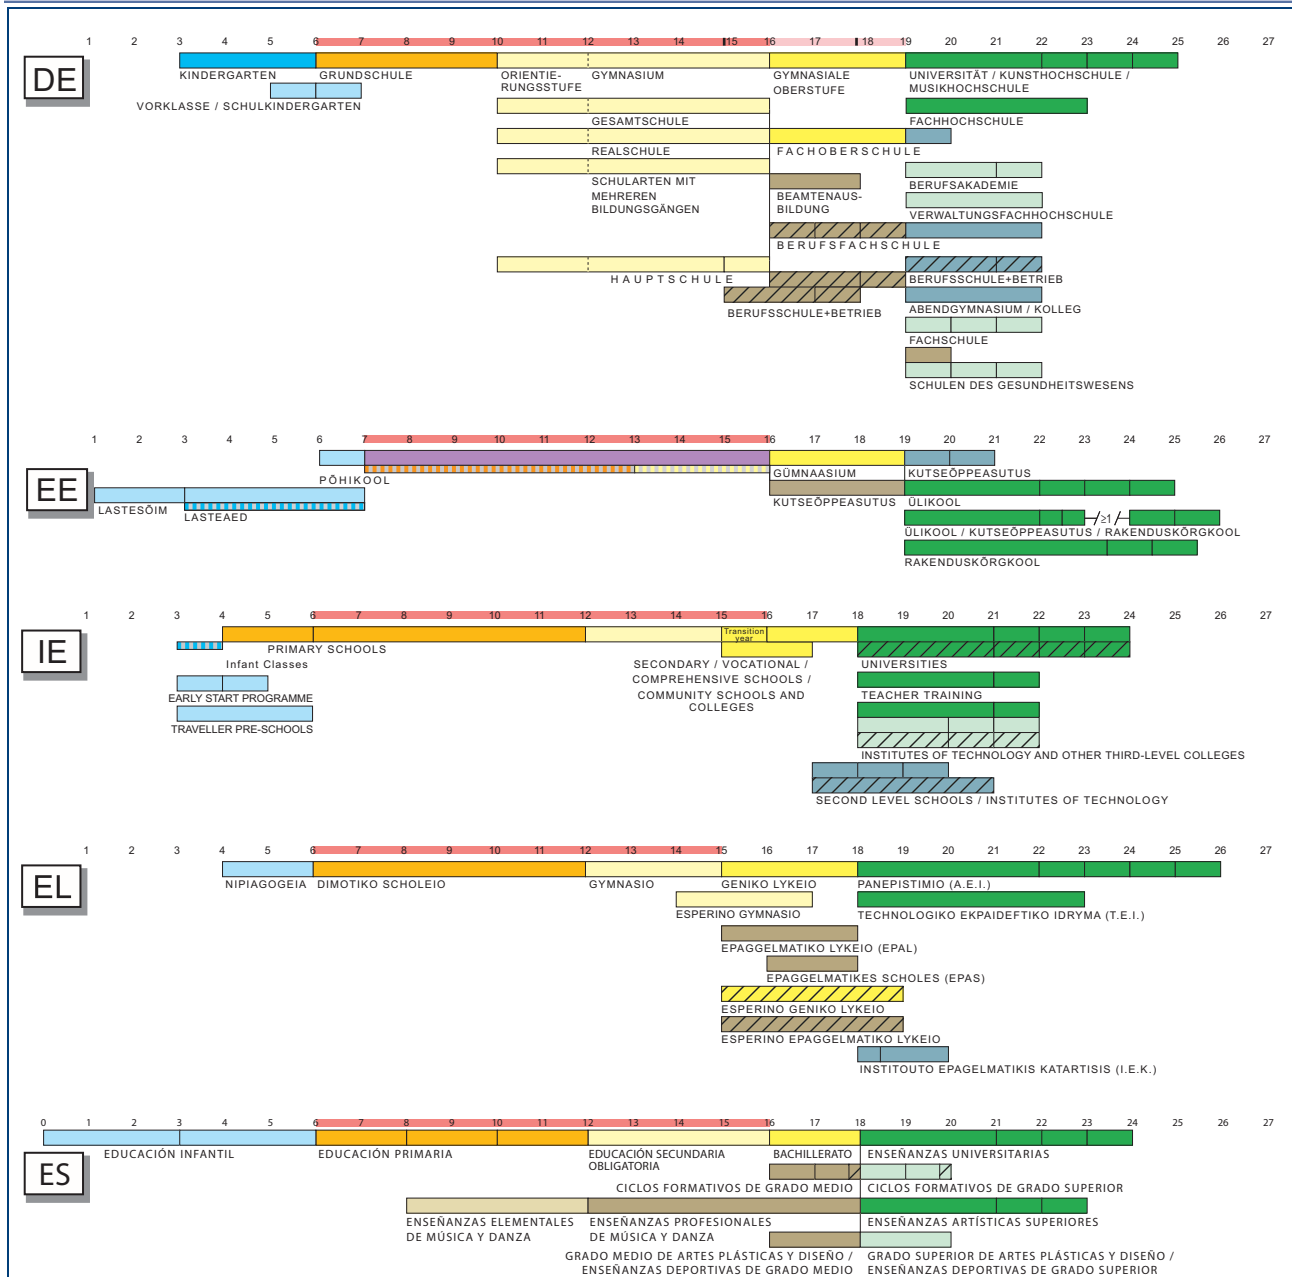 1 2 3 4 5 6 7 8 9 10 11 12 13 14 15 16 17 18 19 20 21 22 23 24 25 26 27
DE
KINDERGARTEN GRUNDSCHULE ORIENTIE- GYMNASIUM GYMNASIALE UNIVERSITÄT / KUNSTHOCHSCHULE /
RUNGSSTUFE OBERSTUFE MUSIKHOCHSCHULE
VORKLASSE / SCHULKINDERGARTEN
GESAMTSCHULE FACHHOCHSCHULE
REALSCHULE FACHOBERSCHULE
SCHULARTEN MIT BERUFSAKADEMIE
MEHREREN BEAMTENAUS-
BILDUNGSGÄNGEN BILDUNG
VERWALTUNGSFACHHOCHSCHULE
BERUFSFACHSCHULE
HAUPTSCHULE BERUFSSCHULE+BETRIEB
BERUFSSCHULE+BETRIEB ABENDGYMNASIUM / KOLLEG
FACHSCHULE
SCHULEN DES GESUNDHEITSWESENS
1 2 3 4 5 6 7 8 9 10 11 12 13 14 15 16 17 18 19 20 21 22 23 24 25 26 27
EE
PÕHIKOOL GÜMNAASIUM KUTSEÕPPEASUTUS
LASTESÕIM LASTEAED KUTSEÕPPEASUTUS ÜLIKOOL
≥1
ÜLIKOOL / KUTSEÕPPEASUTUS / RAKENDUSKÕRGKOOL
RAKENDUSKÕRGKOOL
1 2 3 4 5 6 7 8 9 10 11 12 13 14 15 16 17 18 19 20 21 22 23 24 25 26 27
IE
Transition
year
PRIMARY SCHOOLS
Infant Classes SECONDARY / VOCATIONAL / UNIVERSITIES
COMPREHENSIVE SCHOOLS /
COMMUNITY SCHOOLS AND
COLLEGES
EARLY START PROGRAMME TEACHER TRAINING
TRAVELLER PRE-SCHOOLS
INSTITUTES OF TECHNOLOGY AND OTHER THIRD-LEVEL COLLEGES
SECOND LEVEL SCHOOLS / INSTITUTES OF TECHNOLOGY
1 2 3 4 5 6 7 8 9 10 11 12 13 14 15 16 17 18 19 20 21 22 23 24 25 26 27
EL
NIPIAGOGEIA DIMOTIKO SCHOLEIO GYMNASIO GENIKO LYKEIO PANEPISTIMIO (A.E.I.)
ESPERINO GYMNASIO TECHNOLOGIKO EKPAIDEFTIKO IDRYMA (T.E.I.)
EPAGGELMATIKO LYKEIO (EPAL)
EPAGGELMATIKES SCHOLES (EPAS)
ESPERINO GENIKO LYKEIO
ESPERINO EPAGGELMATIKO LYKEIO
INSTITOUTO EPAGELMATIKIS KATARTISIS (I.E.K.)
0 1 2 3 4 5 6 7 8 9 10 11 12 13 14 15 16 17 18 19 20 21 22 23 24 25 26 27
ES
EDUCACIÓN INFANTIL EDUCACIÓN PRIMARIA EDUCACIÓN SECUNDARIA BACHILLERATO ENSEÑANZAS UNIVERSITARIAS
OBLIGATORIA
CICLOS FORMATIVOS DE GRADO MEDIO CICLOS FORMATIVOS DE GRADO SUPERIOR
ENSEÑANZAS ELEMENTALES ENSEÑANZAS PROFESIONALES ENSEÑANZAS ARTÍSTICAS SUPERIORES
DE MÚSICA Y DANZA DE MÚSICA Y DANZA
GRADO MEDIO DE ARTES PLÁSTICAS Y DISEÑO / GRADO SUPERIOR DE ARTES PLÁSTICAS Y DISEÑO /
ENSEÑANZAS DEPORTIVAS DE GRADO MEDIO ENSEÑANZAS DEPORTIVAS DE GRADO SUPERIOR